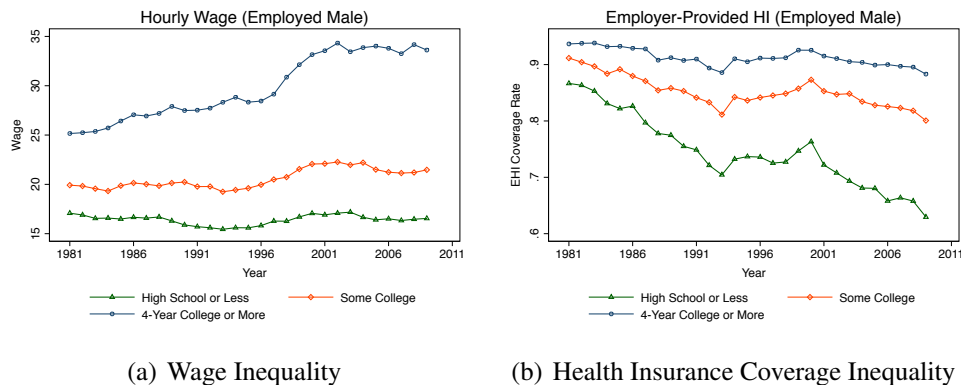 Hourly Wage (Employed Male)
35
30
25
20
15
Wage
1981 1986 1991 1996 2001 2006 2011
Year
High School or Less
Some College
4-Year College or More
(a) Wage Inequality
Employer-Provided HI (Employed Male)
.9
.8
.7
.6
EHI Coverage Rate
1981 1986 1991 1996 2001 2006 2011
Year
High School or Less
Some College
4-Year College or More
(b) Health Insurance Coverage Inequality